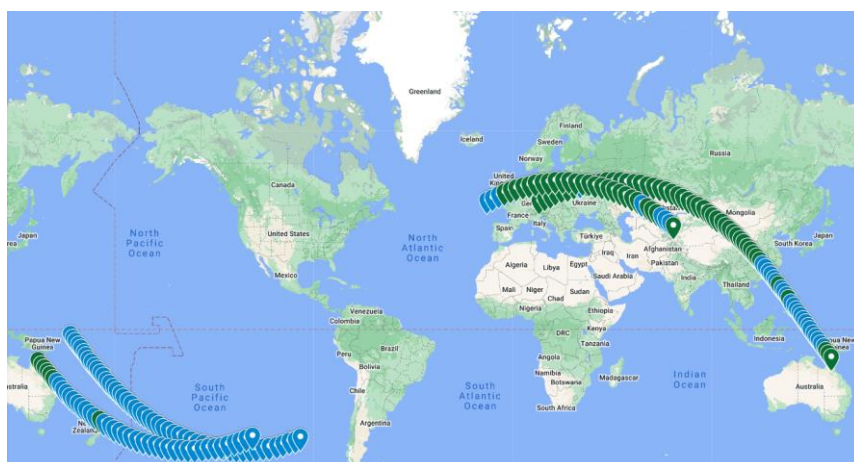 Greenland
Iceland
Finland
Sweden
Norway
Russia
United
Canada
Ukraine
France
Italy
Spain
Türkiye
Mongolia
Japan
South Korea
Japan
North
Pacific
Ocean
United States
North
Atlantic
Ocean
Afghanistan
Iraq
Iran
Pakistan
Mexico
Algeria
Libya
Egypt
Saudi Arabia
India
Mali
Niger
Sudan
Chad
Thailand
Nigeria
Ethiopia
Venezuela
Colombia
DRC
Kenya
Tanzania
Indonesia
Papua New
Guinea
Peru
Brazil
Bolivia
Angola
Namibia
Botswana
Madagascar
Chile
South
Pacific
Ocean
South
Atlantic
Ocean
Indian
Ocean
Australia
South Africa
Argentina
Zealand